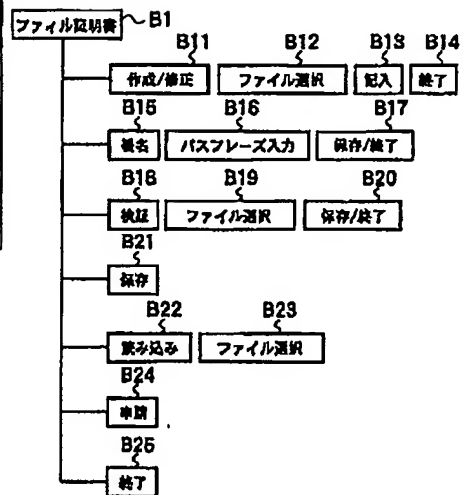 ファイル証明書 B1
B11 B12 B13 B14
作成/修正 ファイル選択 記入 終了
B15 B16 B17
署名 パスフレーズ入力 保存/終了
B18 B19 B20
検証 ファイル選択 保存/終了
B21
保存
B22 B23
読み込み ファイル選択
B24
申請
B25
終了